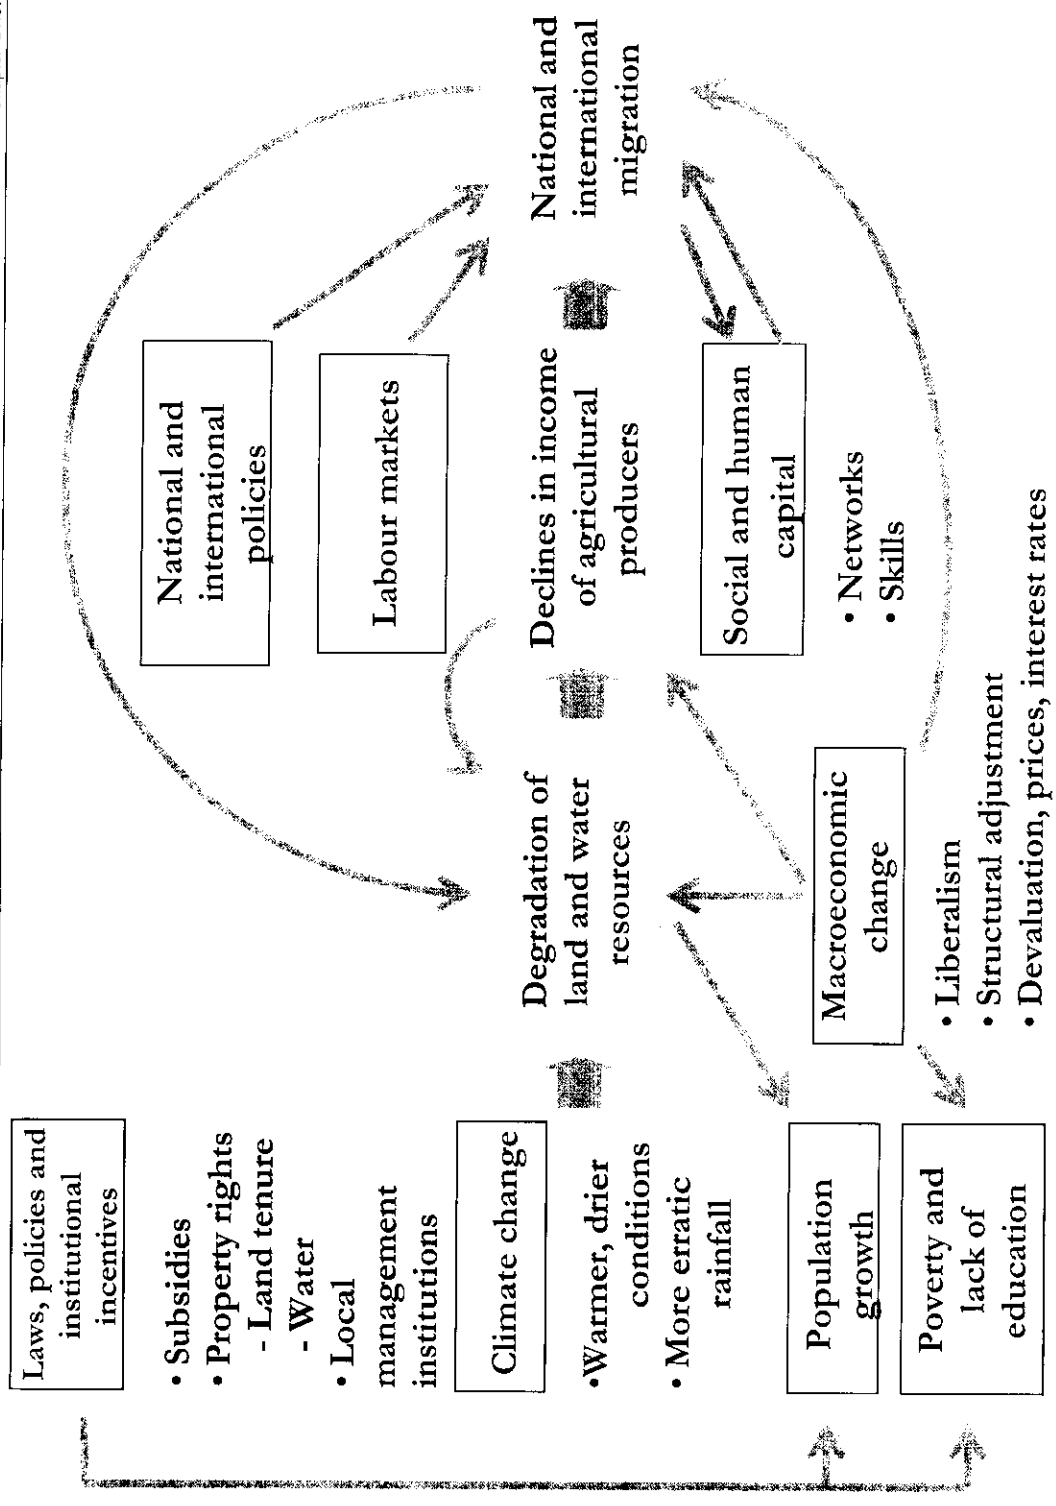 Laws, policies and
institutional
incentives
• Subsidies
• Property rights
- Land tenure
- Water
• Local
management
institutions
Climate change
•Warmer, drier
conditions
• More erratic
rainfall
Population
growth
Poverty and
lack of
education
Degradation of
land and water
resources
Macroeconomic
change
• Liberalism
• Structural adjustment
• Devaluation, prices, interest rates
National and
international
policies
Labour markets
Declines in income
of agricultural
producers
Social and human
capital
• Networks
• Skills
National and
international
migration